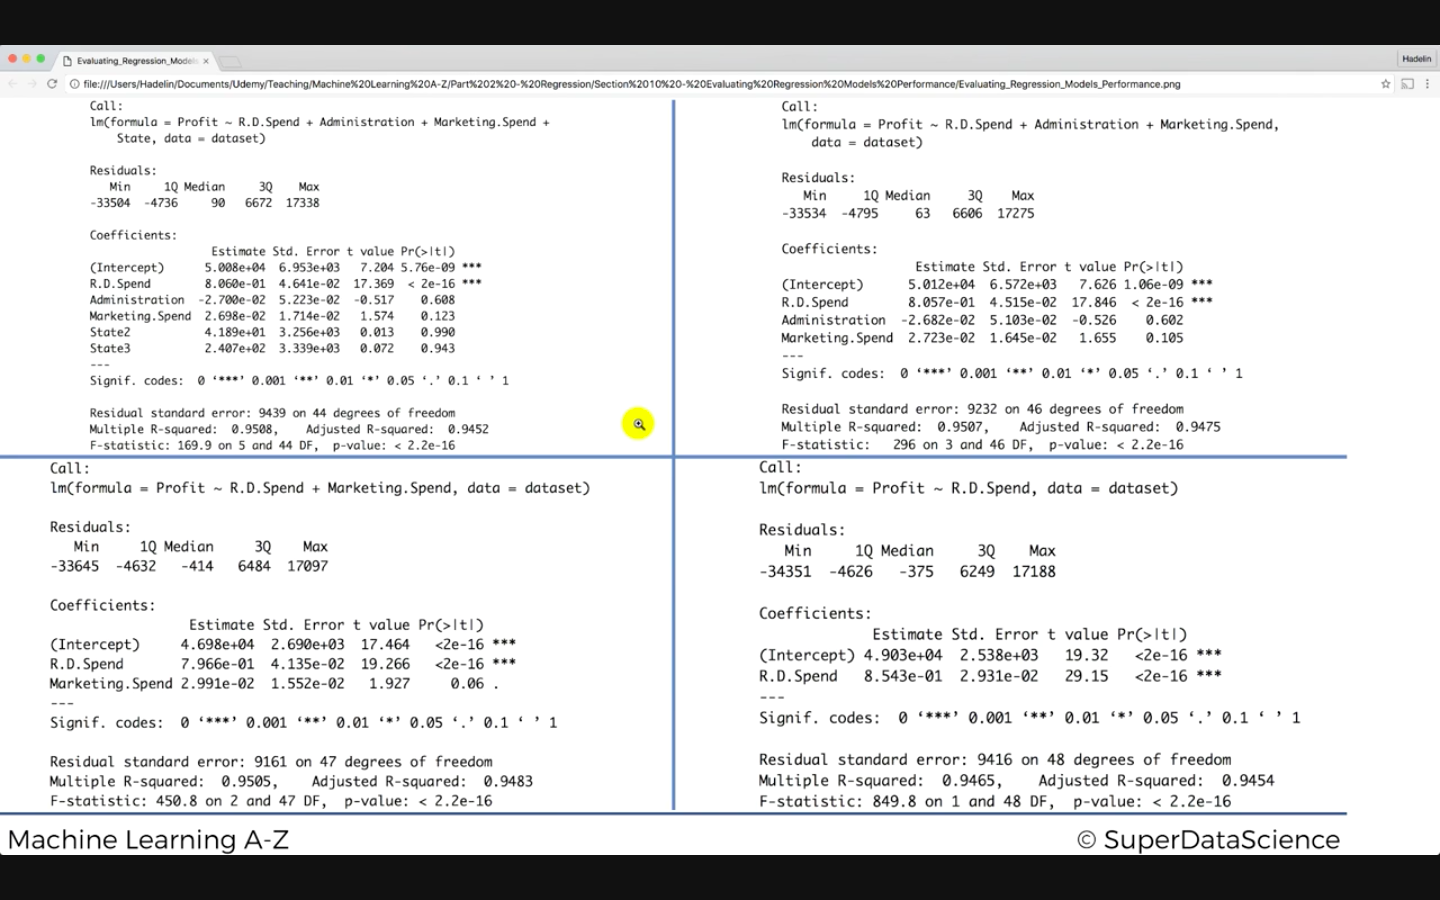 Evaluating_Regression_Models
Hadelin
file:///Users/Hadelin/Documents/Udemy/Teaching/Machine%20Learning%20A-Z/Part%202%20-%20Regression/Section%2010%20-%20Evaluating%20Regression%20Models%20Performance/Evaluating_Regression_Models_Performance.png
Call:
lm(formula = Profit ~ R.D.Spend + Administration + Marketing.Spend +
State, data = dataset)
Residuals:
Min 1Q Median 3Q Max
-33504 -4736 90 6672 17338
Coefficients:
Estimate Std. Error t value Pr(>|t|)
(Intercept) 5.008e+04 6.953e+03 7.204 5.76e-09 ***
R.D.Spend 8.060e-01 4.641e-02 17.369 < 2e-16 ***
Administration -2.700e-02 5.223e-02 -0.517 0.608
Marketing.Spend 2.698e-02 1.714e-02 1.574 0.123
State2 4.189e+01 3.256e+03 0.013 0.990
State3 2.407e+02 3.339e+03 0.072 0.943
---
Signif. codes: 0 ‘***’ 0.001 ‘**’ 0.01 ‘*’ 0.05 ‘.’ 0.1 ‘ ’ 1
Residual standard error: 9439 on 44 degrees of freedom
Multiple R-squared: 0.9508, Adjusted R-squared: 0.9452
F-statistic: 169.9 on 5 and 44 DF, p-value: < 2.2e-16
Call:
lm(formula = Profit ~ R.D.Spend + Administration + Marketing.Spend,
data = dataset)
Residuals:
Min 1Q Median 3Q Max
-33534 -4795 63 6606 17275
Coefficients:
Estimate Std. Error t value Pr(>|t|)
(Intercept) 5.012e+04 6.572e+03 7.626 1.06e-09 ***
R.D.Spend 8.057e-01 4.515e-02 17.846 < 2e-16 ***
Administration -2.682e-02 5.103e-02 -0.526 0.602
Marketing.Spend 2.723e-02 1.645e-02 1.655 0.105
---
Signif. codes: 0 ‘***’ 0.001 ‘**’ 0.01 ‘*’ 0.05 ‘.’ 0.1 ‘ ’ 1
Residual standard error: 9232 on 46 degrees of freedom
Multiple R-squared: 0.9507, Adjusted R-squared: 0.9475
F-statistic: 296 on 3 and 46 DF, p-value: < 2.2e-16
Call:
lm(formula = Profit ~ R.D.Spend + Marketing.Spend, data = dataset)
Residuals:
Min 1Q Median 3Q Max
-33645 -4632 -414 6484 17097
Coefficients:
Estimate Std. Error t value Pr(>|t|)
(Intercept) 4.698e+04 2.690e+03 17.464 <2e-16 ***
R.D.Spend 7.966e-01 4.135e-02 19.266 <2e-16 ***
Marketing.Spend 2.991e-02 1.552e-02 1.927 0.06 .
---
Signif. codes: 0 ‘***’ 0.001 ‘**’ 0.01 ‘*’ 0.05 ‘.’ 0.1 ‘ ’ 1
Residual standard error: 9161 on 47 degrees of freedom
Multiple R-squared: 0.9505, Adjusted R-squared: 0.9483
F-statistic: 450.8 on 2 and 47 DF, p-value: < 2.2e-16
Call:
lm(formula = Profit ~ R.D.Spend, data = dataset)
Residuals:
Min 1Q Median 3Q Max
-34351 -4626 -375 6249 17188
Coefficients:
Estimate Std. Error t value Pr(>|t|)
(Intercept) 4.903e+04 2.538e+03 19.32 <2e-16 ***
R.D.Spend 8.543e-01 2.931e-02 29.15 <2e-16 ***
---
Signif. codes: 0 ‘***’ 0.001 ‘**’ 0.01 ‘*’ 0.05 ‘.’ 0.1 ‘ ’ 1
Residual standard error: 9416 on 48 degrees of freedom
Multiple R-squared: 0.9465, Adjusted R-squared: 0.9454
F-statistic: 849.8 on 1 and 48 DF, p-value: < 2.2e-16
Machine Learning A-Z
© SuperDataScience